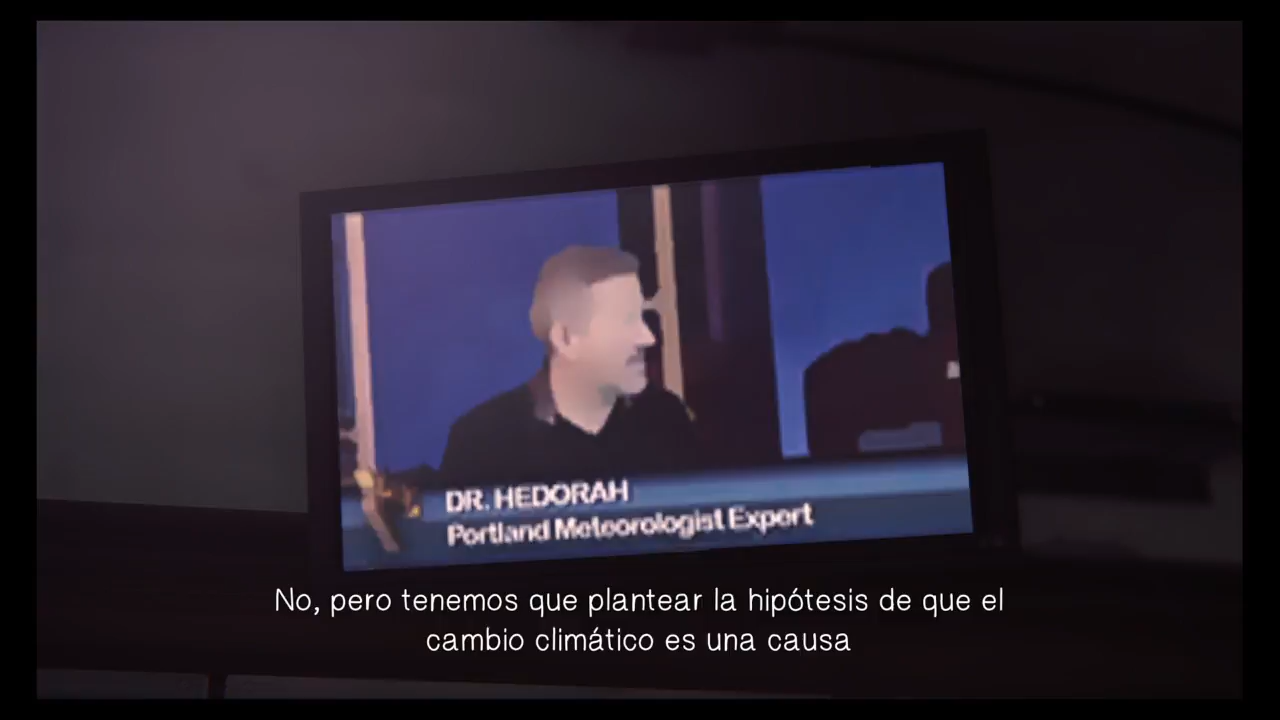 DR. HEDORAH
Portland Meteorologist Expert
No, pero tenemos que plantear la hipótesis de que el
cambio climático es una causa